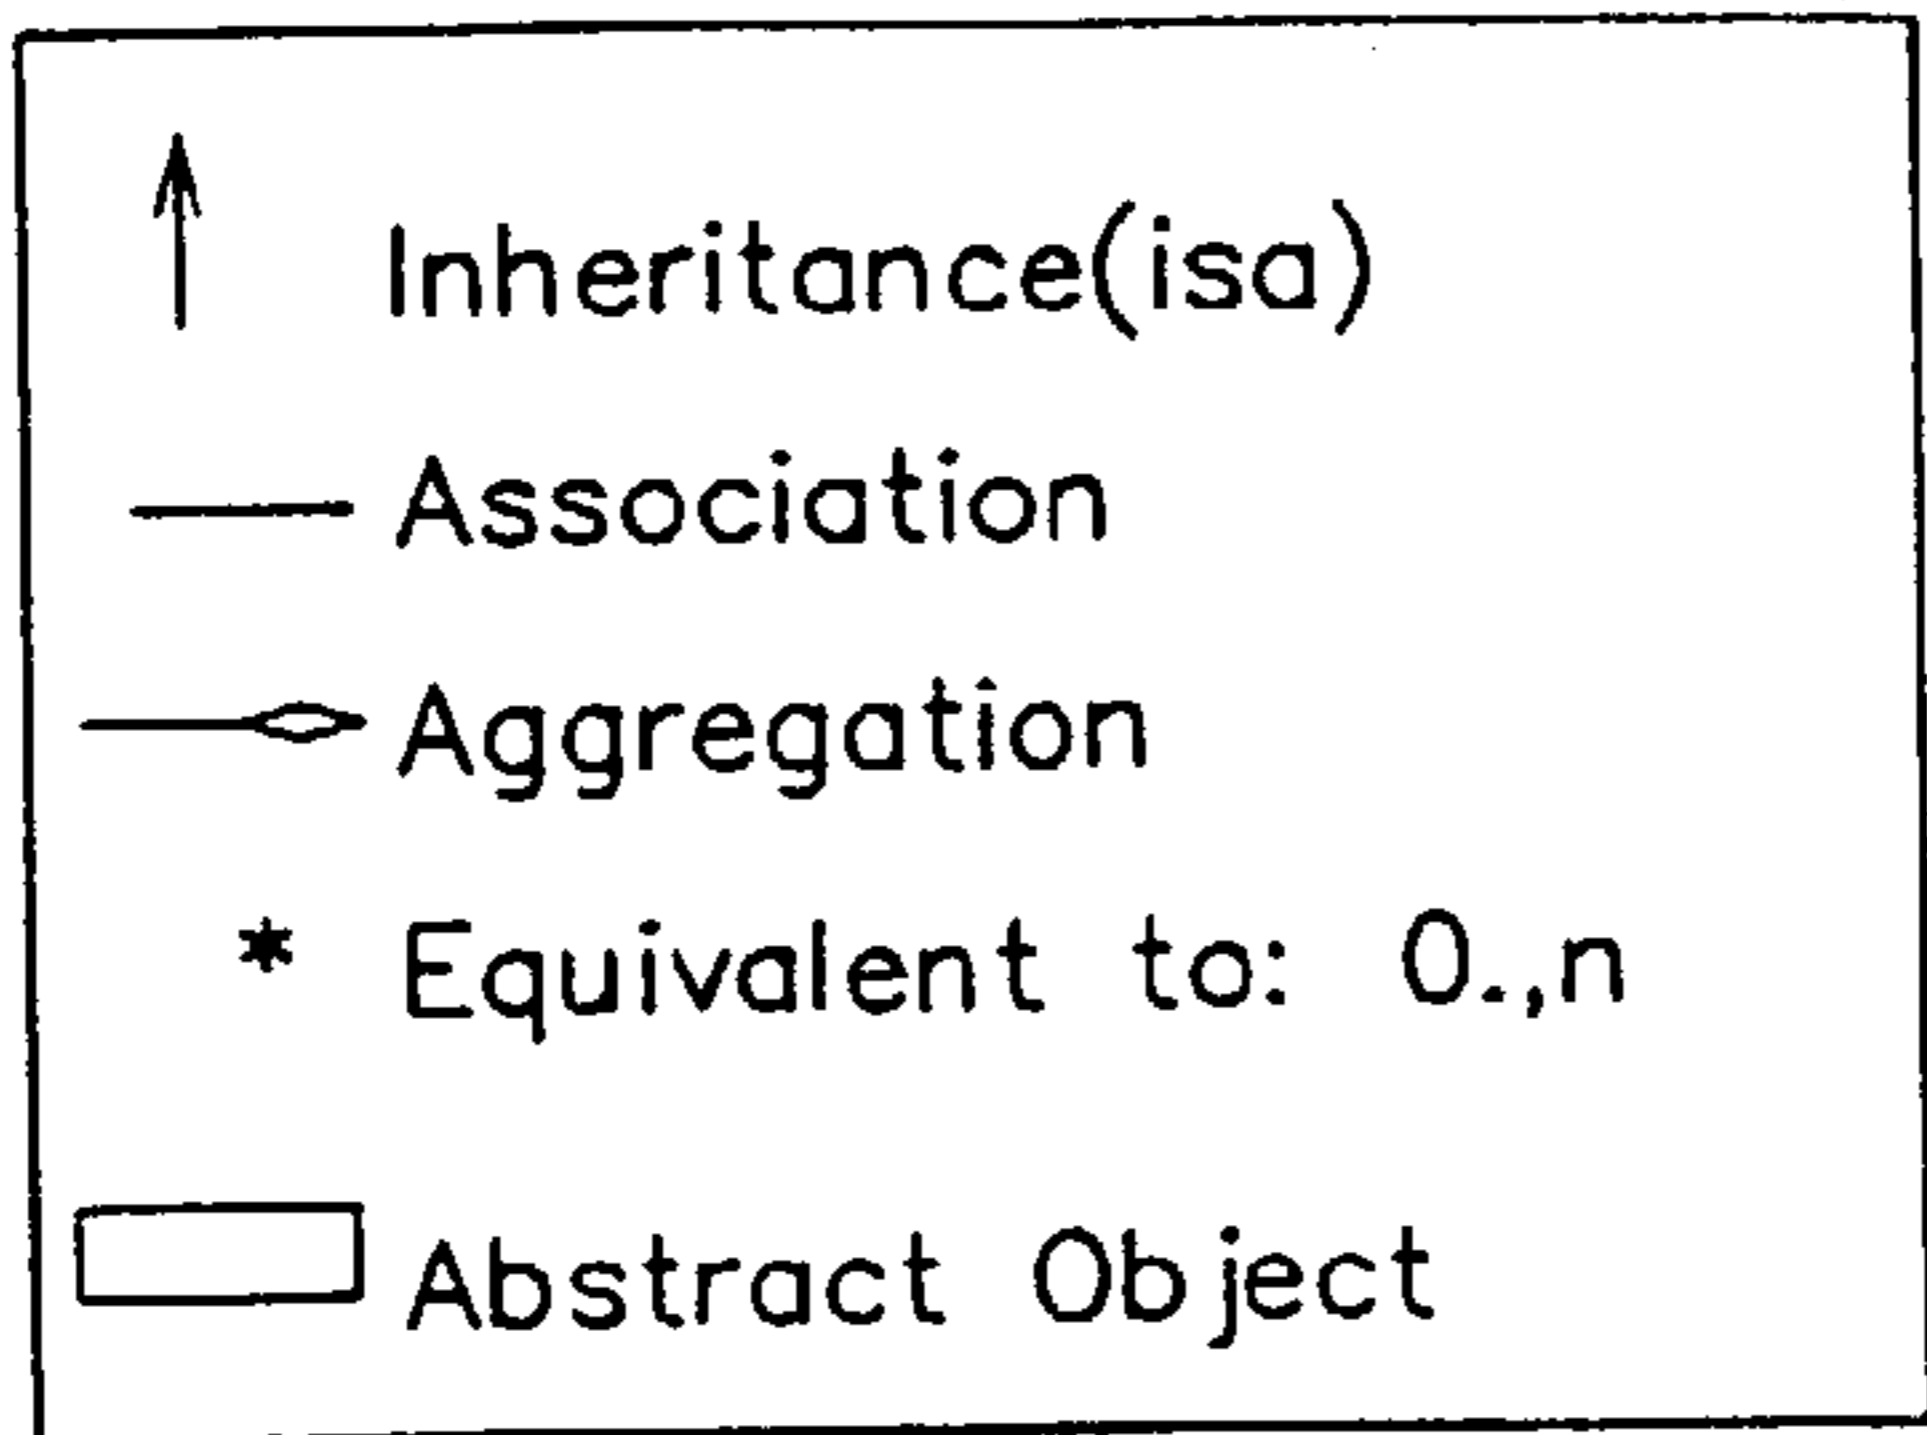 Inheritance(isa)
Association
Aggregation
* Equivalent to: 0.,n
Abstract Object